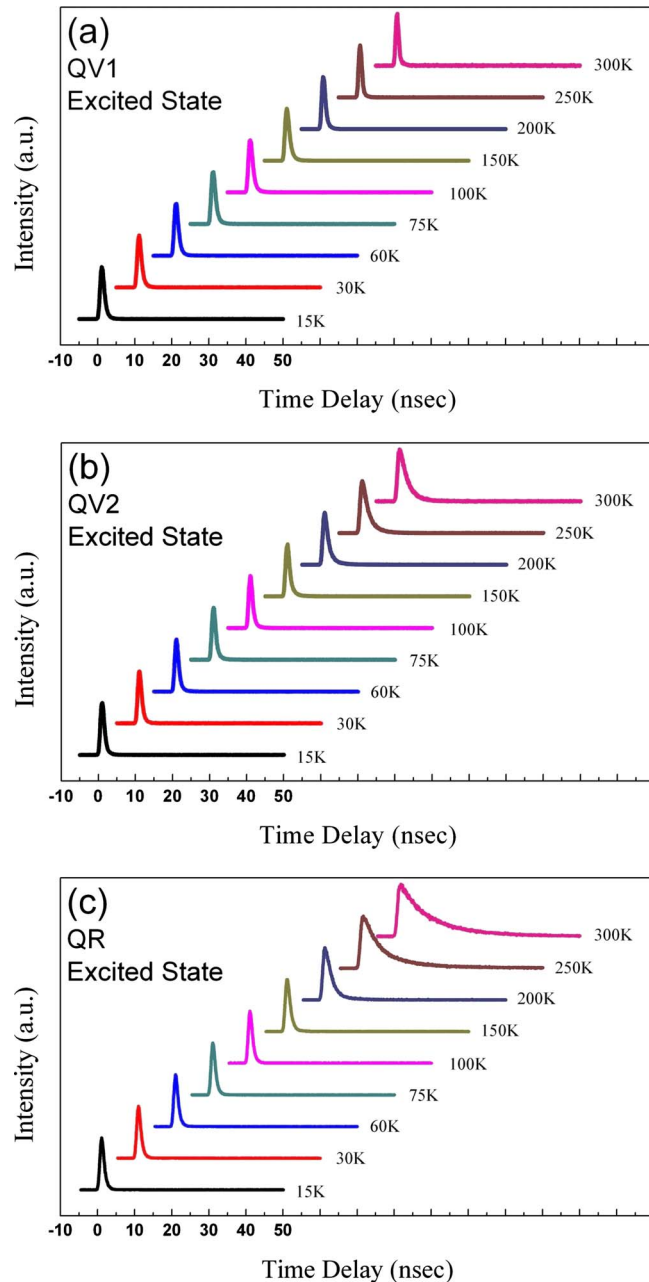 (a)
QV1
Excited State
300K
250K
200K
150K
100K
75K
60K
30K
15K
Intensity (a.u.)
-10 0 10 20 30 40 50
Time Delay (nsec)
(b)
QV2
Excited State
300K
250K
200K
150K
100K
75K
60K
30K
15K
Intensity (a.u.)
-10 0 10 20 30 40 50
Time Delay (nsec)
(c)
QR
Excited State
300K
250K
200K
150K
100K
75K
60K
30K
15K
Intensity (a.u.)
-10 0 10 20 30 40 50
Time Delay (nsec)